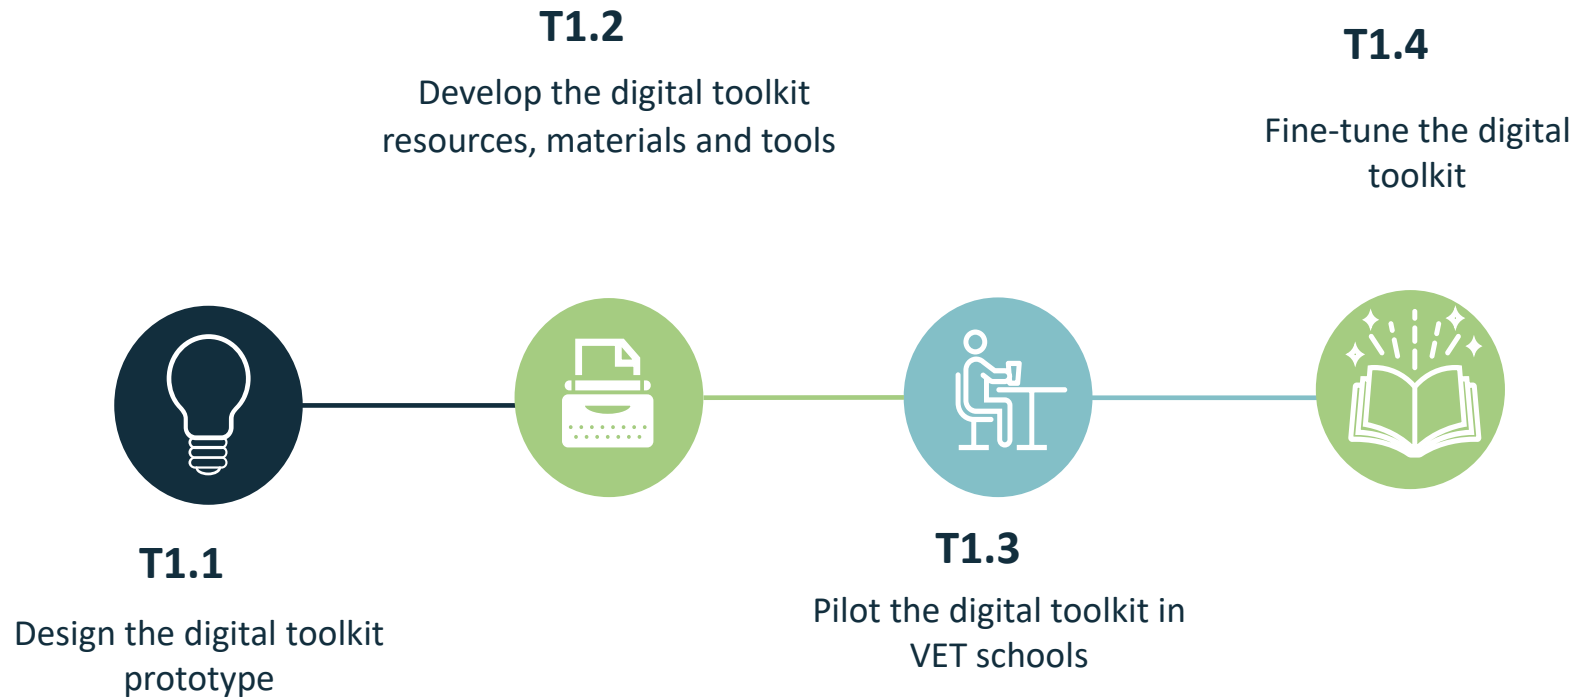 T1.1
Design the digital toolkit
prototype
T1.2
Develop the digital toolkit
resources, materials and tools
T1.3
Pilot the digital toolkit in
VET schools
T1.4
Fine-tune the digital
toolkit